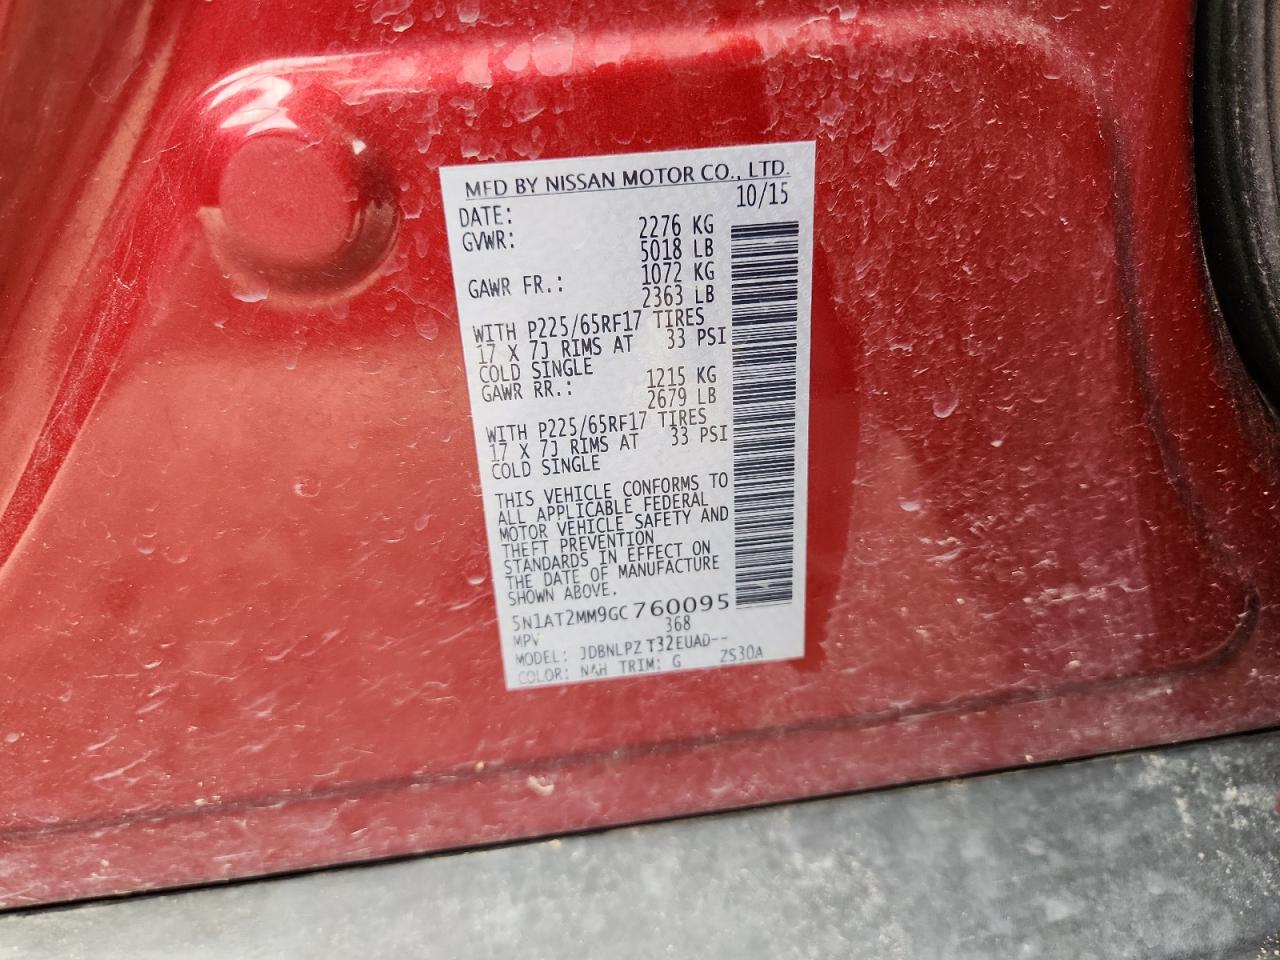 MFD BY NISSAN MOTOR CO., LTD.
DATE: 10/15
GVWR: 2276 KG
5018 LB
GAWR FR.: 1072 KG
2363 LB
WITH P225/65RF17 TIRES
17 X 7J RIMS AT 33 PSI
COLD SINGLE
GAWR RR.: 1215 KG
2679 LB
WITH P225/65RF17 TIRES
17 X 7J RIMS AT 33 PSI
COLD SINGLE
THIS VEHICLE CONFORMS TO
ALL APPLICABLE FEDERAL
MOTOR VEHICLE SAFETY AND
THEFT PREVENTION
STANDARDS IN EFFECT ON
THE DATE OF MANUFACTURE
SHOWN ABOVE.
5N1AT2MM9GC760095
MPV 368
MODEL: JDBNLPZ T32EUAD--
COLOR: NAH TRIM: G ZS30A